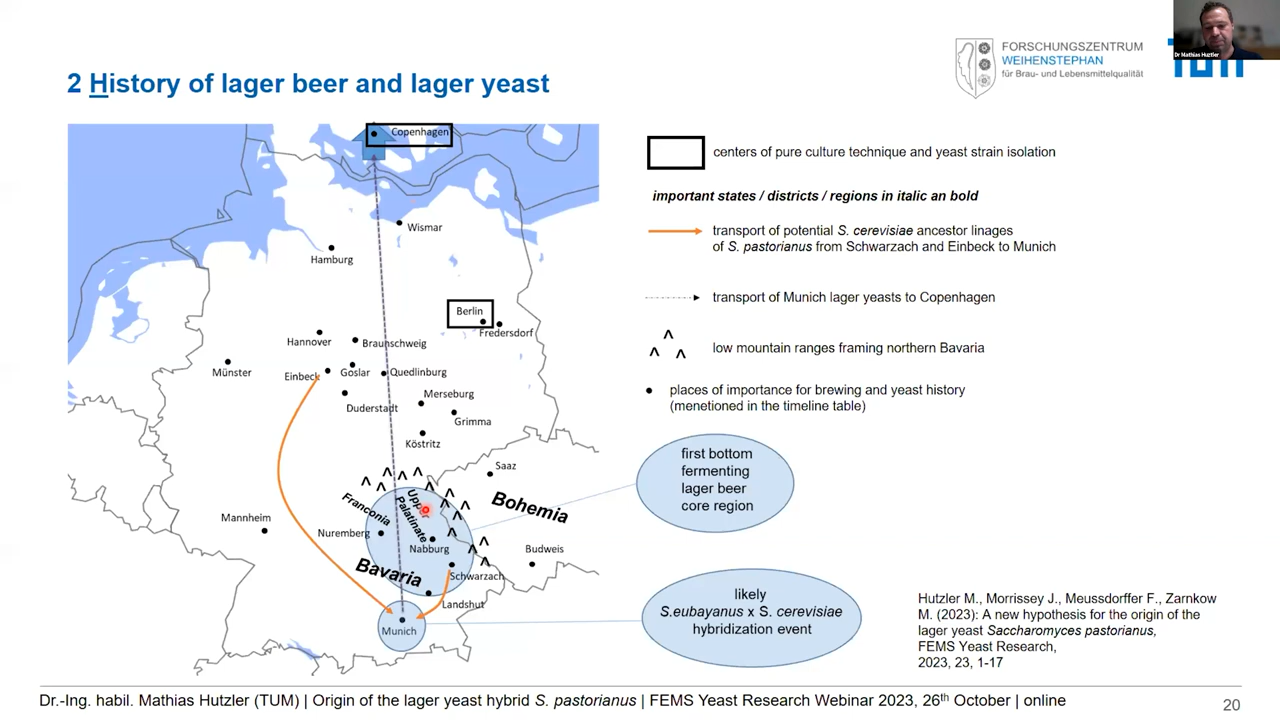 Dr Mathias Hutzler
FORSCHUNGSZENTRUM
WEIHENSTEPHAN
für Brau- und Lebensmittelqualität
TUM
2 History of lager beer and lager yeast
Copenhagen
Wismar
Hamburg
Berlin
Fredersdorf
Hannover
Braunschweig
Münster
Einbeck
Goslar
Quedlinburg
Duderstadt
Merseburg
Grimma
Köstritz
Saaz
Bohemia
Franconia
Upper
Palatinate
Mannheim
Nuremberg
Nabburg
Budweis
Bavaria
Schwarzach
Landshut
Munich
centers of pure culture technique and yeast strain isolation
important states / districts / regions in italic an bold
transport of potential S. cerevisiae ancestor linages
of S. pastorianus from Schwarzach and Einbeck to Munich
transport of Munich lager yeasts to Copenhagen
low mountain ranges framing northern Bavaria
places of importance for brewing and yeast history
(menetioned in the timeline table)
first bottom
fermenting
lager beer
core region
likely
S.eubayanus x S. cerevisiae
hybridization event
Hutzler M., Morrissey J., Meussdorffer F., Zarnkow
M. (2023): A new hypothesis for the origin of the
lager yeast Saccharomyces pastorianus,
FEMS Yeast Research,
2023, 23, 1-17
Dr.-Ing. habil. Mathias Hutzler (TUM) | Origin of the lager yeast hybrid S. pastorianus | FEMS Yeast Research Webinar 2023, 26th October | online
20